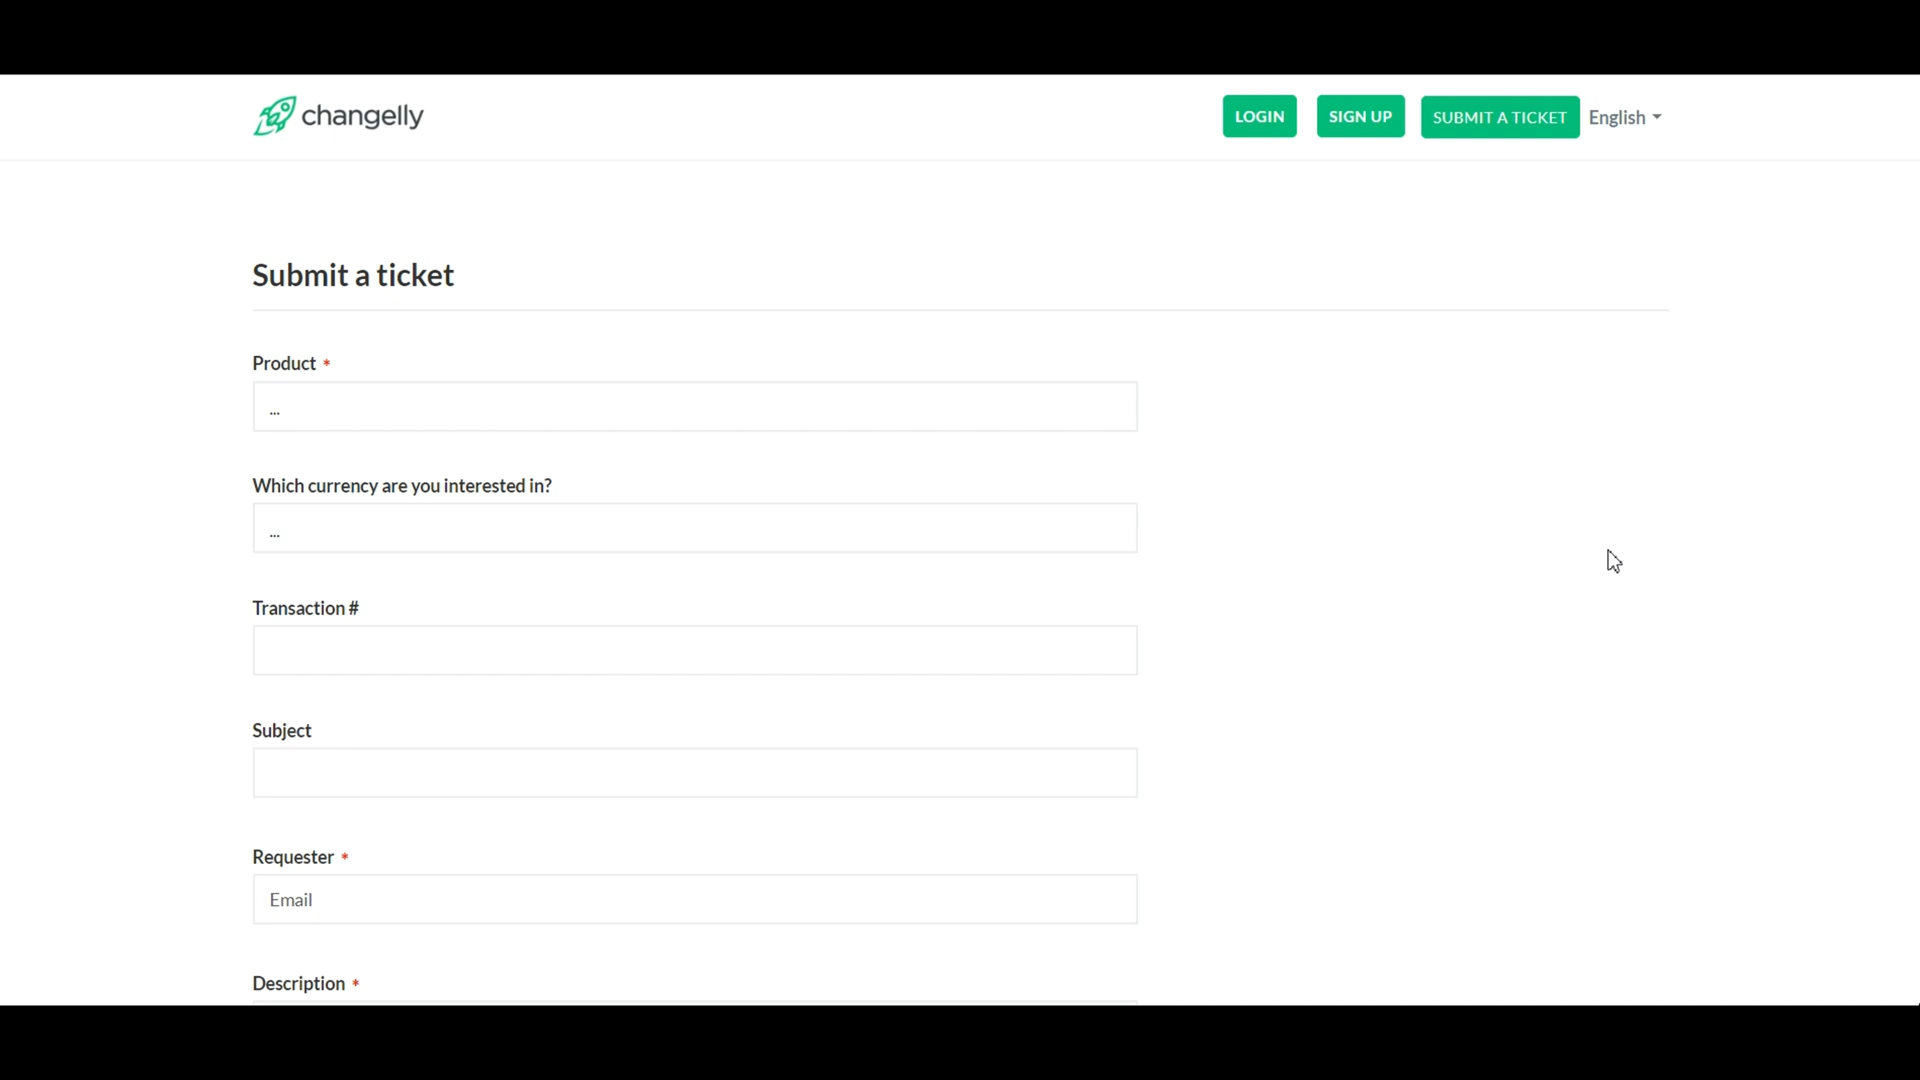 changelly
LOGIN
SIGN UP
SUBMIT A TICKET
English
Submit a ticket
Product *
...
Which currency are you interested in?
...
Transaction #
Subject
Requester *
Email
Description *